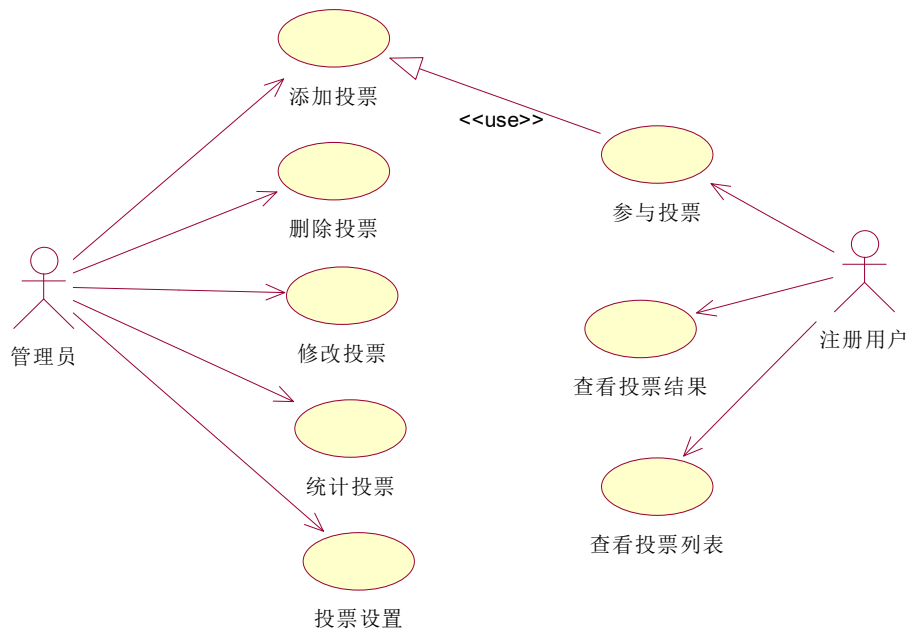 添加投票
<<use>>
删除投票
参与投票
管理员
修改投票
注册用户
查看投票结果
统计投票
查看投票列表
投票设置